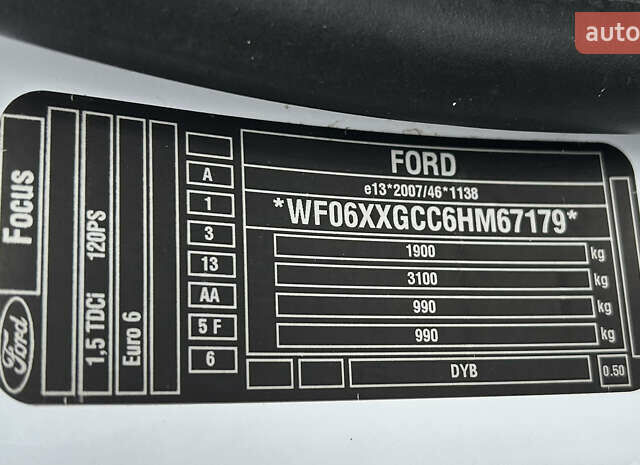 auto
Focus
Ford
1,5 TDCi 120PS
Euro 6
A
1
3
13
AA
5 F
6
FORD
e13*2007/46*1138
*WF06XXGCC6HM67179*
1900 kg
3100 kg
990 kg
990 kg
DYB
0.50